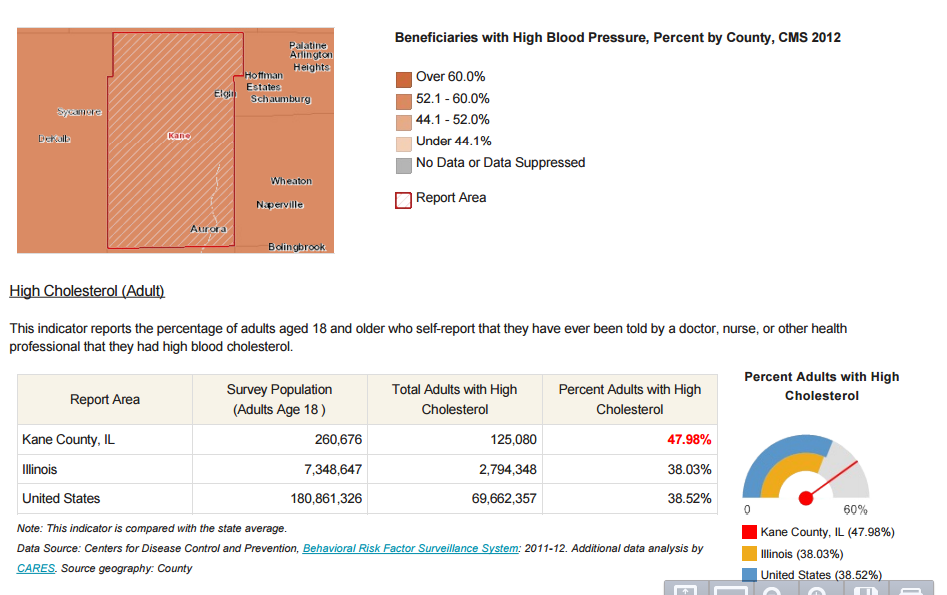 Palatine
Arlington
Heights
Hoffman
Estates
Elgin
Schaumburg
Sycamore
DeKalb
Kane
Wheaton
Naperville
Aurora
Bolingbrook
Beneficiaries with High Blood Pressure, Percent by County, CMS 2012
Over 60.0%
52.1 - 60.0%
44.1 - 52.0%
Under 44.1%
No Data or Data Suppressed
Report Area
High Cholesterol (Adult)
This indicator reports the percentage of adults aged 18 and older who self-report that they have ever been told by a doctor, nurse, or other health
professional that they had high blood cholesterol.
Report Area Survey Population (Adults Age 18 ) Total Adults with High Cholesterol Percent Adults with High Cholesterol
Kane County, IL 260,676 125,080 47.98%
Illinois 7,348,647 2,794,348 38.03%
United States 180,861,326 69,662,357 38.52%
Note: This indicator is compared with the state average.
Data Source: Centers for Disease Control and Prevention, Behavioral Risk Factor Surveillance System: 2011-12. Additional data analysis by
CARES. Source geography: County
Percent Adults with High
Cholesterol
0 60%
Kane County, IL (47.98%)
Illinois (38.03%)
United States (38.52%)